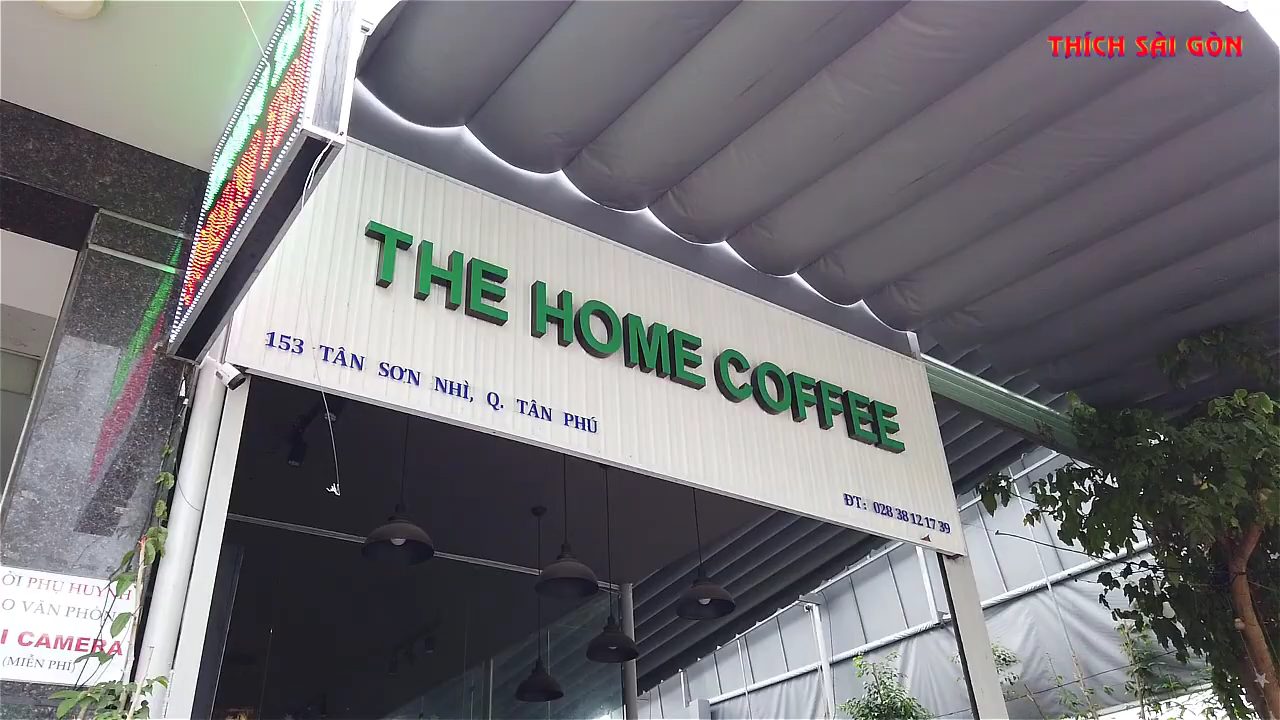 THÍCH SÀI GÒN
THE HOME COFFEE
153 TÂN SƠN NHÌ, Q. TÂN PHÚ
ĐT: 028 38 12 17 39
ỜI PHỤ HUYNH
O VĂN PHÒN
I CAMERA
(MIỄN PHÍ)